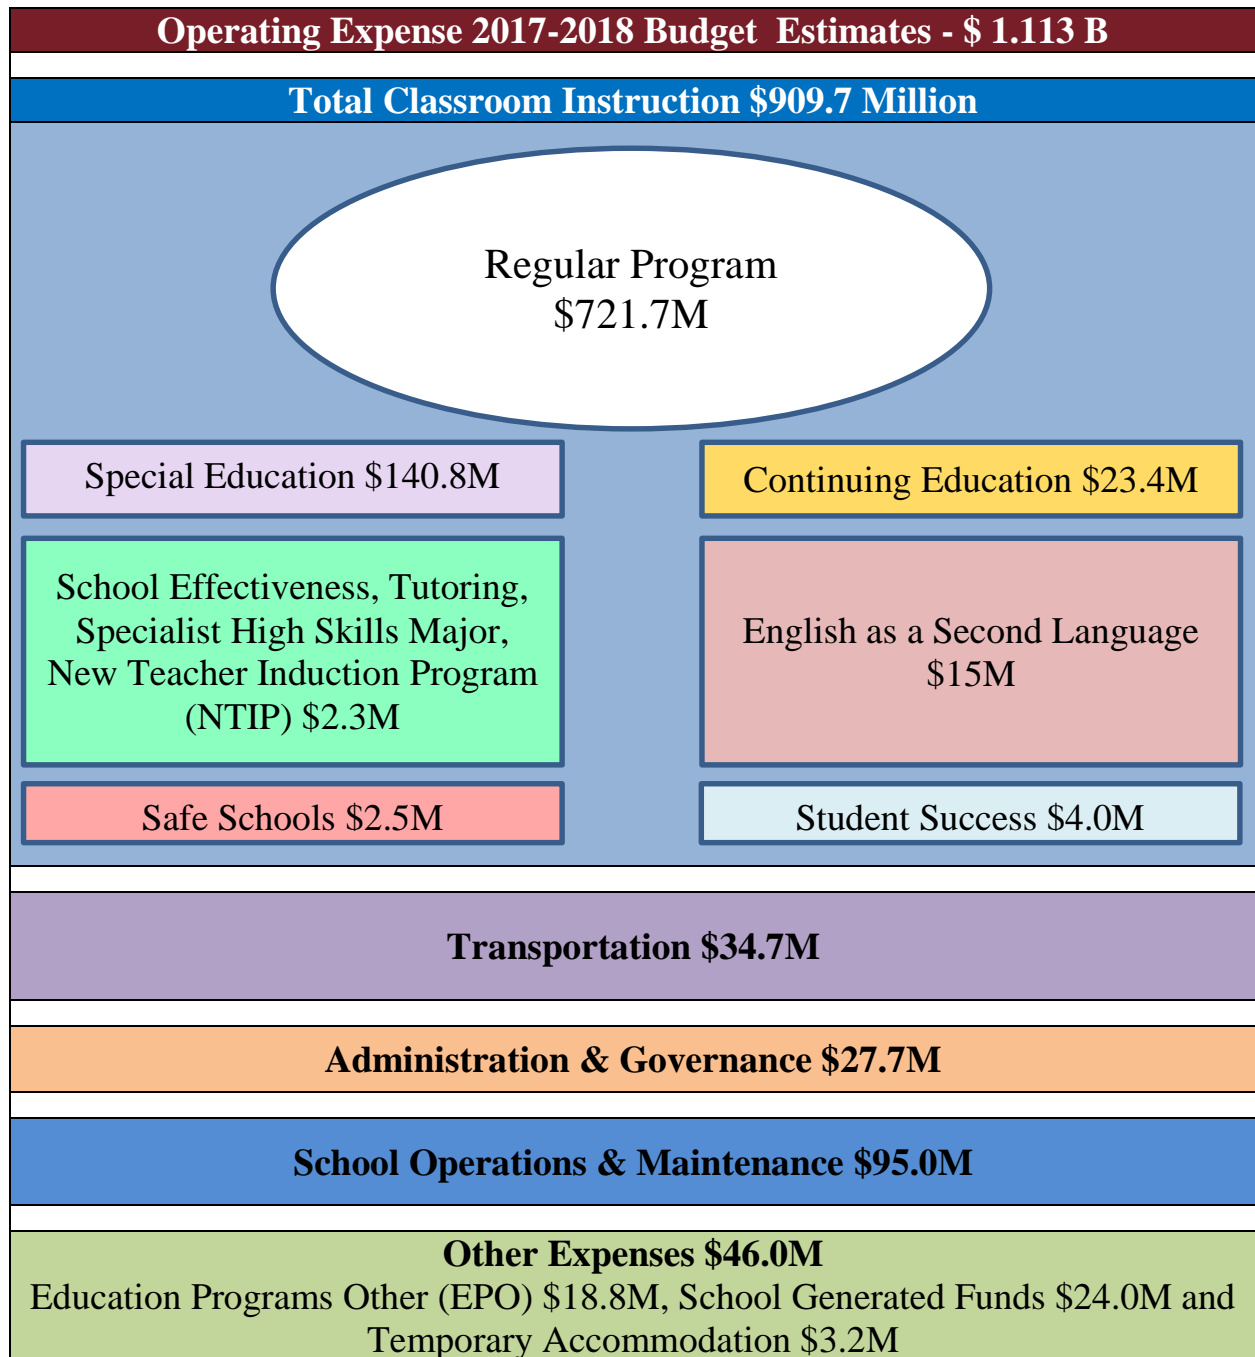 Operating Expense 2017-2018 Budget Estimates - $ 1.113 B
Total Classroom Instruction $909.7 Million
Regular Program
$721.7M
Special Education $140.8M
Continuing Education $23.4M
School Effectiveness, Tutoring,
Specialist High Skills Major,
New Teacher Induction Program
(NTIP) $2.3M
English as a Second Language
$15M
Safe Schools $2.5M
Student Success $4.0M
Transportation $34.7M
Administration & Governance $27.7M
School Operations & Maintenance $95.0M
Other Expenses $46.0M
Education Programs Other (EPO) $18.8M, School Generated Funds $24.0M and
Temporary Accommodation $3.2M